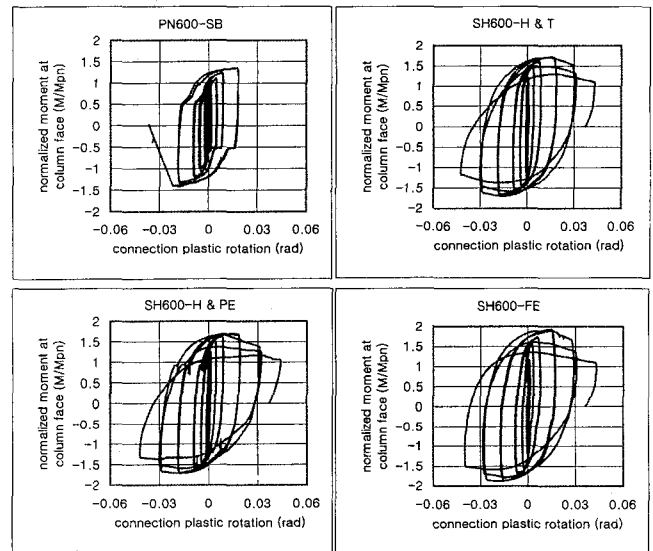 PN600-SB
normalized moment at
column face (M/Mpn)
2
1.5
1
0.5
0
-0.5
-1
-1.5
-2
-0.06 -0.03 0 0.03 0.06
connection plastic rotation (rad)
SH600-H & T
normalized moment at
column face (M/Mpn)
2
1.5
1
0.5
0
-0.5
-1
-1.5
-2
-0.06 -0.03 0 0.03 0.06
connection plastic rotation (rad)
SH600-H & PE
normalized moment at
column face (M/Mpn)
2
1.5
1
0.5
0
-0.5
-1
-1.5
-2
-0.06 -0.03 0 0.03 0.06
connection plastic rotation (rad)
SH600-FE
normalized moment at
column face (M/Mpn)
2
1.5
1
0.5
0
-0.5
-1
-1.5
-2
-0.06 -0.03 0 0.03 0.06
connection plastic rotation (rad)